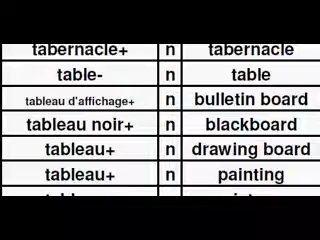 tabernacle+ n tabernacle
table- n table
tableau d'affichage+ n bulletin board
tableau noir+ n blackboard
tableau+ n drawing board
tableau+ n painting